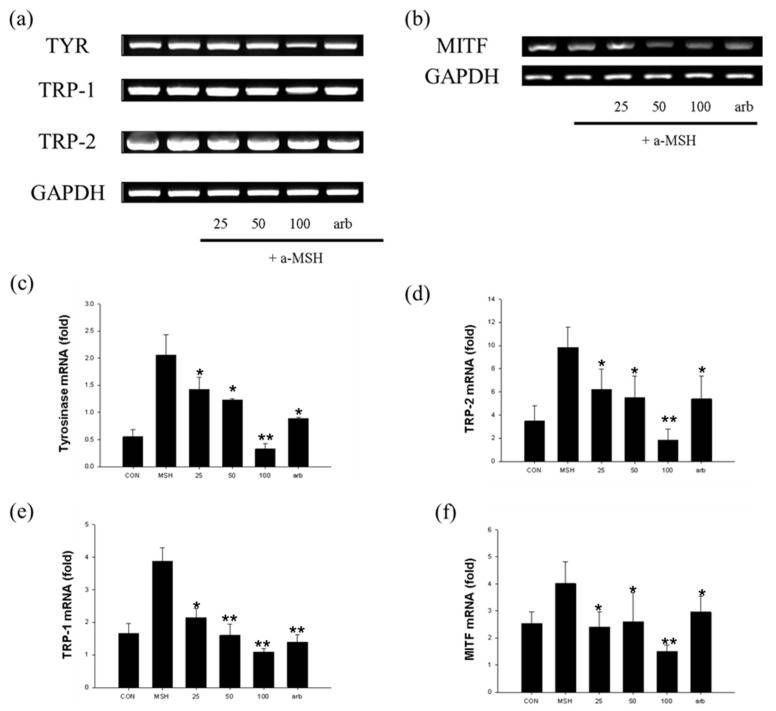 (a)
TYR
TRP-1
TRP-2
GAPDH
25 50 100 arb
+ a-MSH
(b)
MITF
GAPDH
25 50 100 arb
+ a-MSH
(c)
Tyrosinase mRNA (fold)
3.0
2.5
2.0
1.5
1.0
0.5
0.0
* * ** *
CON MSH 25 50 100 arb
(d)
TRP-2 mRNA (fold)
14
12
10
8
6
4
2
0
* * ** *
CON MSH 25 50 100 arb
(e)
TRP-1 mRNA (fold)
5
4
3
2
1
0
* ** ** **
CON MSH 25 50 100 arb
(f)
MITF mRNA (fold)
6
5
4
3
2
1
0
* * ** *
CON MSH 25 50 100 arb